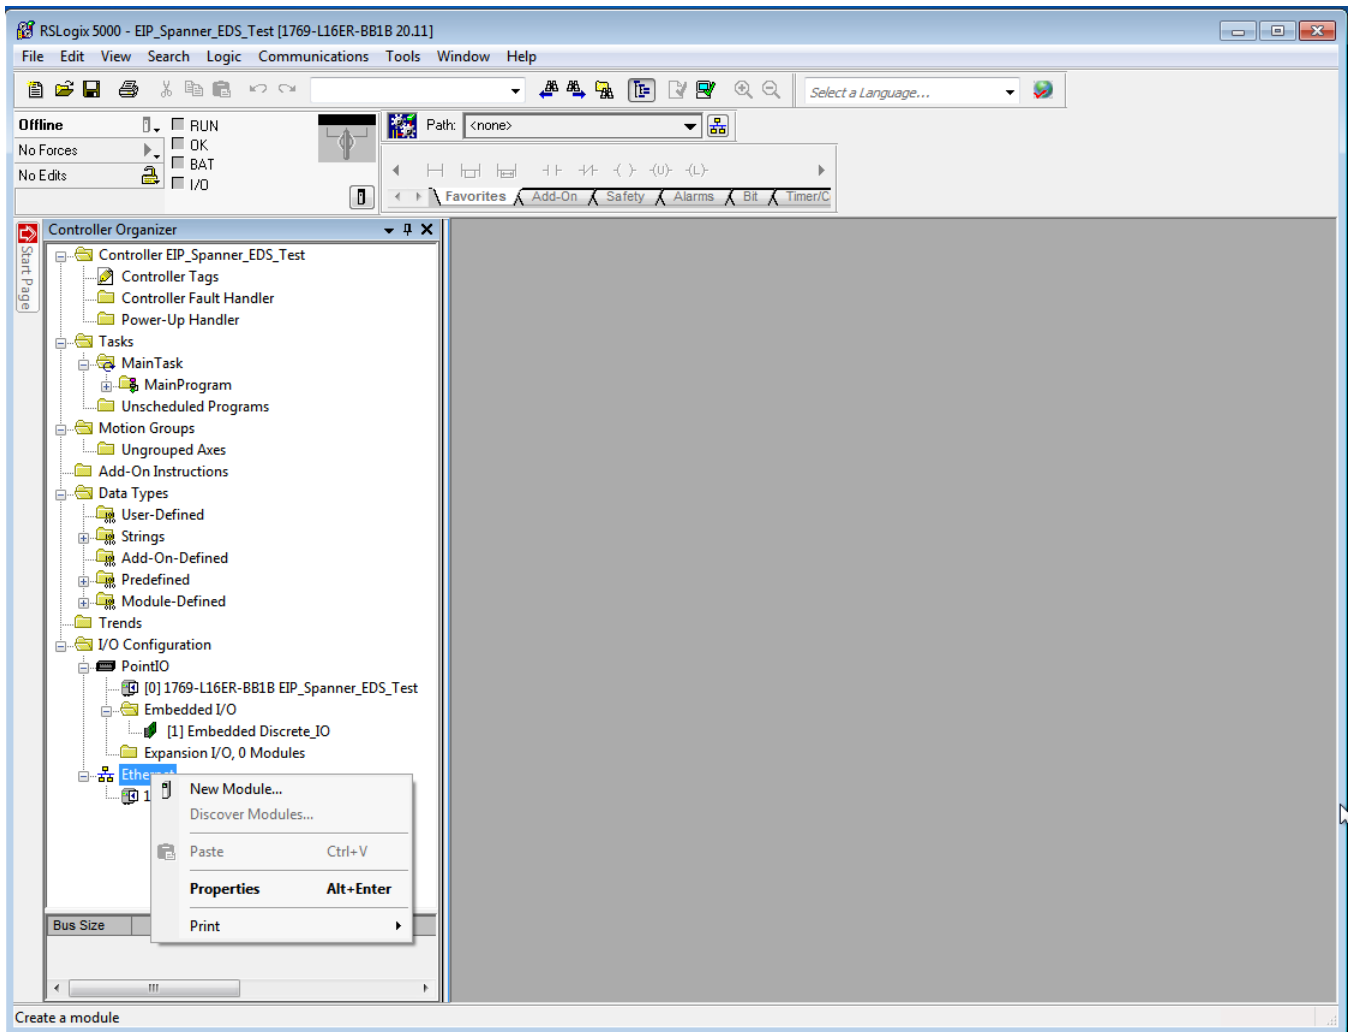 RSLogix 5000 - EIP_Spanner_EDS_Test [1769-L16ER-BB1B 20.11]
File Edit View Search Logic Communications Tools Window Help
Select a Language...
Offline
RUN
Path: <none>
No Forces
OK
BAT
No Edits
I/O
Favorites Add-On Safety Alarms Bit Timer/C
Start Page
Controller Organizer
Controller EIP_Spanner_EDS_Test
Controller Tags
Controller Fault Handler
Power-Up Handler
Tasks
MainTask
MainProgram
Unscheduled Programs
Motion Groups
Ungrouped Axes
Add-On Instructions
Data Types
User-Defined
Strings
Add-On-Defined
Predefined
Module-Defined
Trends
I/O Configuration
PointIO
[0] 1769-L16ER-BB1B EIP_Spanner_EDS_Test
Embedded I/O
[1] Embedded Discrete_IO
Expansion I/O, 0 Modules
Ethernet
1
New Module...
Discover Modules...
Paste Ctrl+V
Properties Alt+Enter
Print
Bus Size
Create a module